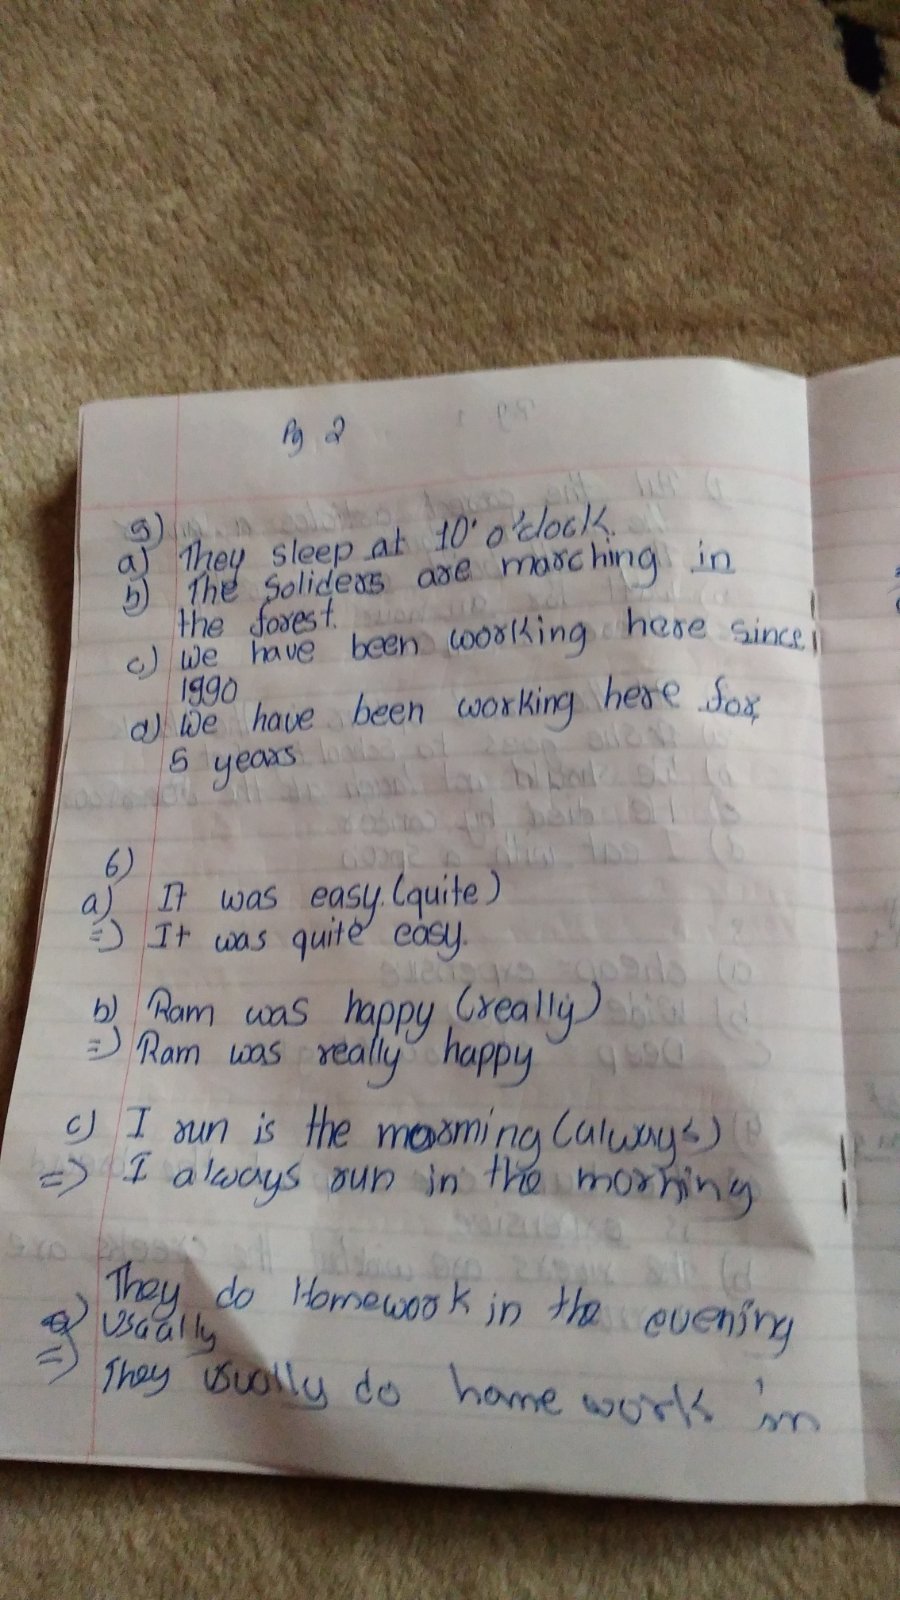 Pg 2
5)
a) They sleep at 10' o'clock.
b) The Soliders are marching in
the forest.
c) We have been working here since
1990
d) We have been working here for
5 years
6)
a) It was easy. (quite)
=) It was quite easy.
b) Ram was happy (really)
=) Ram was really happy
c) I run is the morming (always)
=> I always run in the morning
They do Homework in the evening
d) Usually
=) They usually do home work in